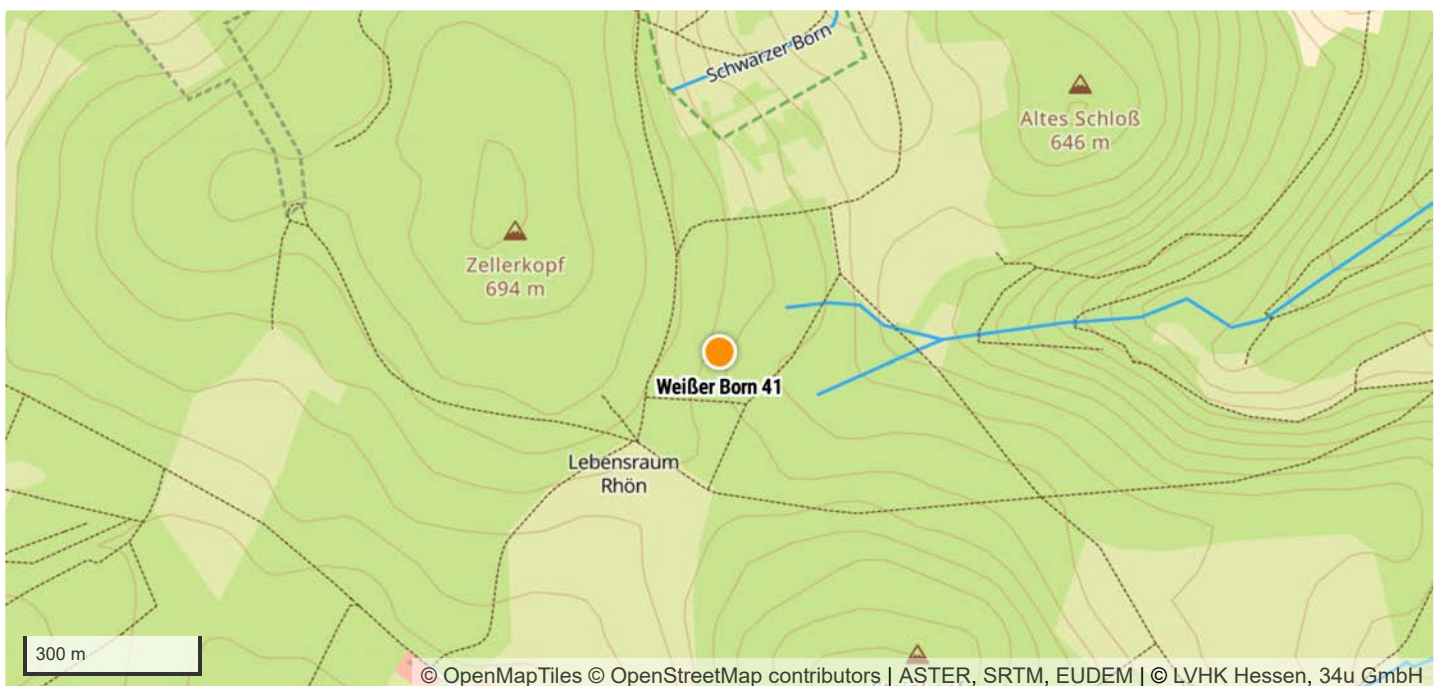 Schwarzer Born
Altes Schloß
646 m
Zellerkopf
694 m
Weißer Born 41
Lebensraum
Rhön
300 m
© OpenMapTiles © OpenStreetMap contributors | ASTER, SRTM, EUDEM | © LVHK Hessen, 34u GmbH